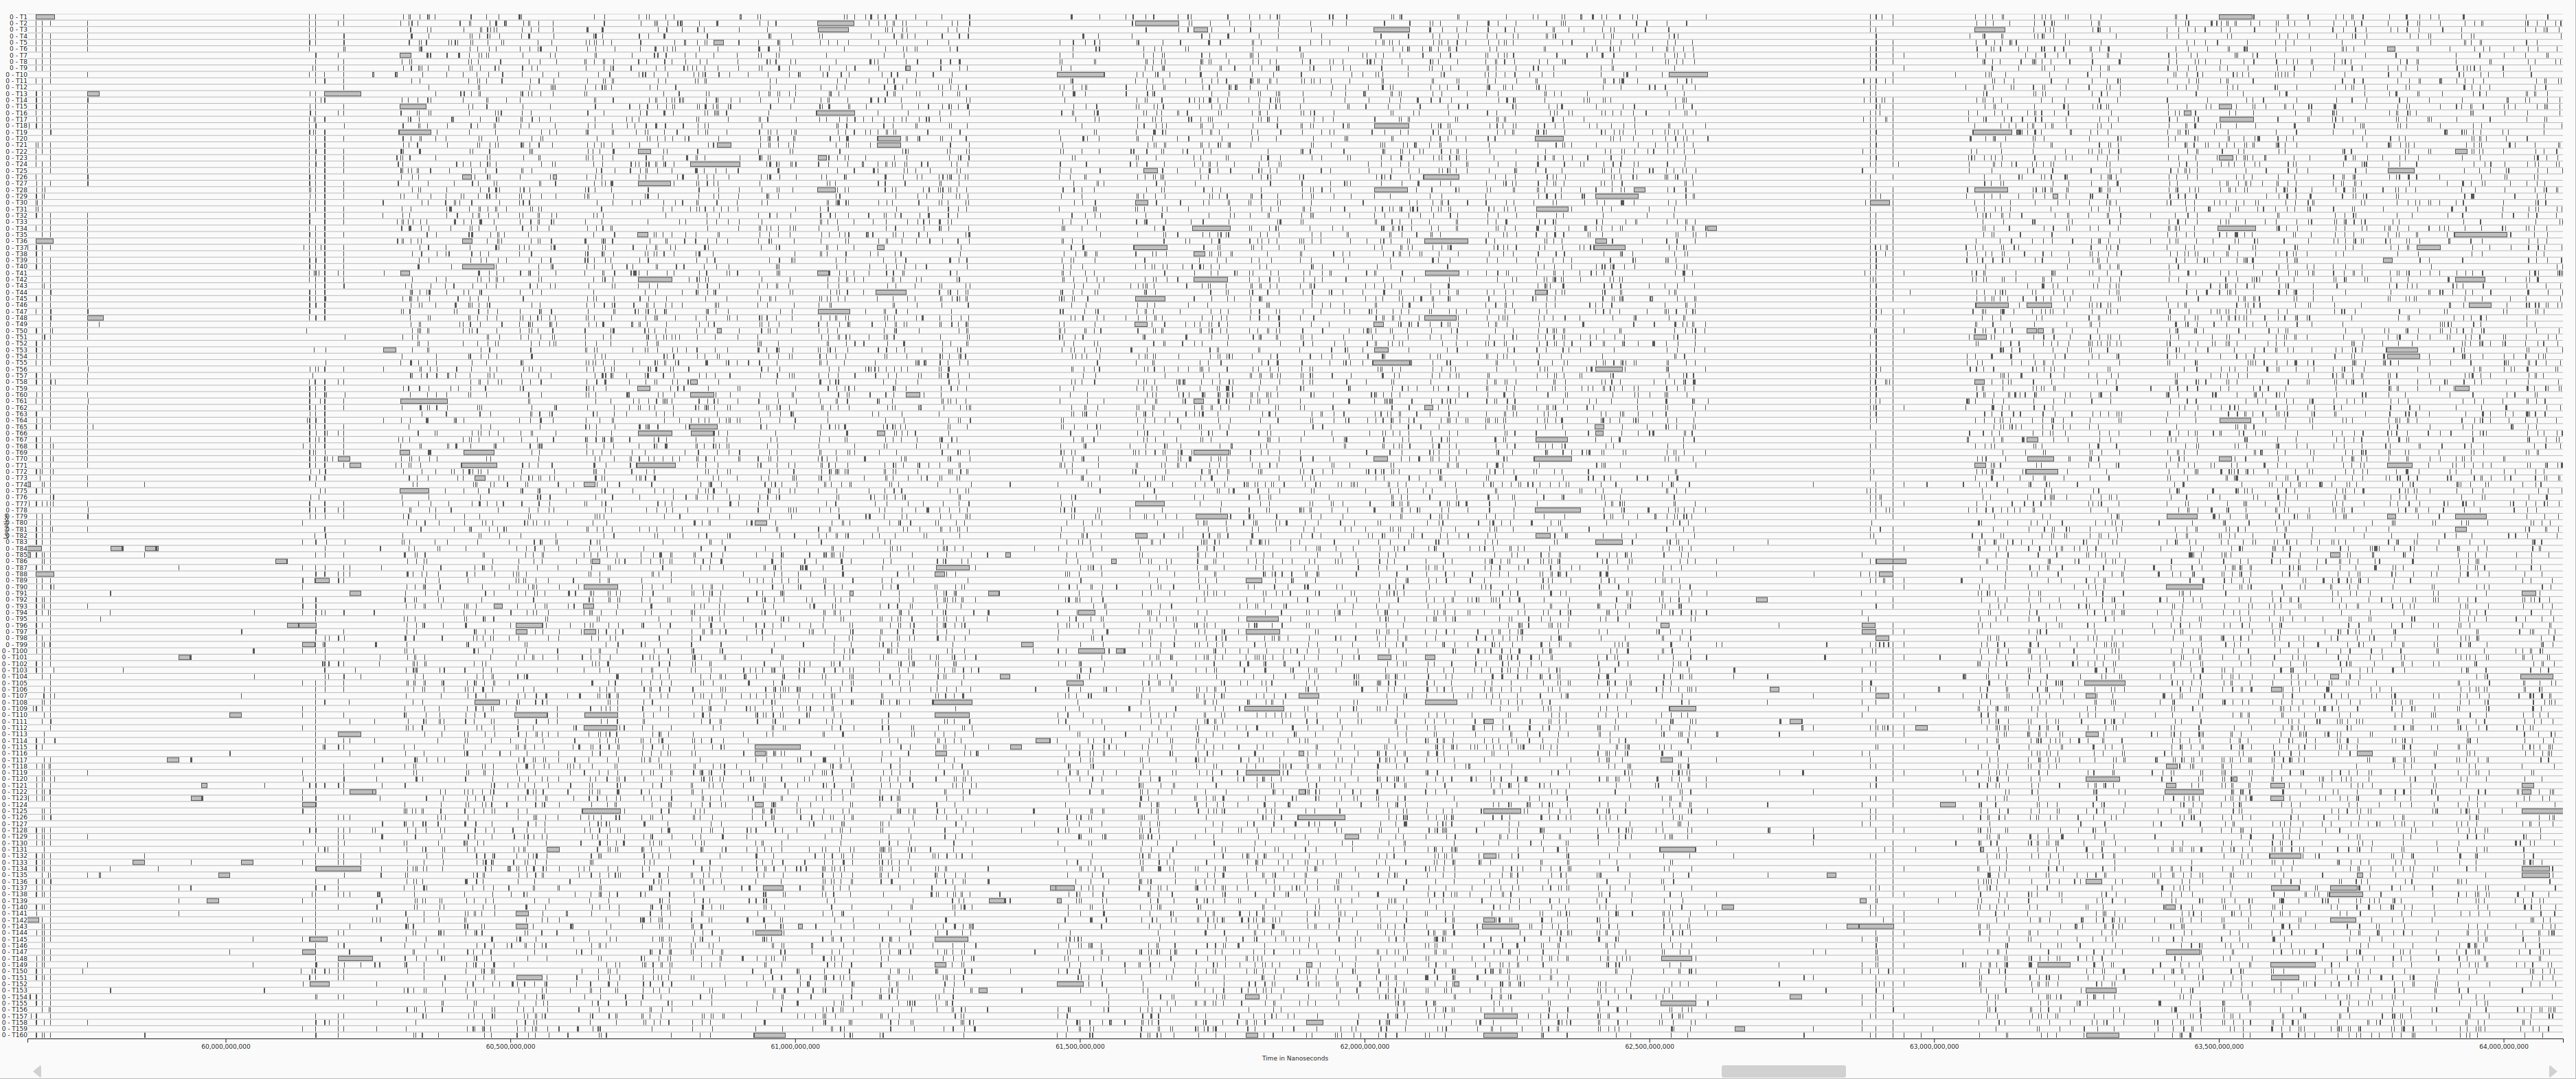 0 - T1
0 - T2
0 - T3
0 - T4
0 - T5
0 - T6
0 - T7
0 - T8
0 - T9
0 - T10
0 - T11
0 - T12
0 - T13
0 - T14
0 - T15
0 - T16
0 - T17
0 - T18
0 - T19
0 - T20
0 - T21
0 - T22
0 - T23
0 - T24
0 - T25
0 - T26
0 - T27
0 - T28
0 - T29
0 - T30
0 - T31
0 - T32
0 - T33
0 - T34
0 - T35
0 - T36
0 - T37
0 - T38
0 - T39
0 - T40
0 - T41
0 - T42
0 - T43
0 - T44
0 - T45
0 - T46
0 - T47
0 - T48
0 - T49
0 - T50
0 - T51
0 - T52
0 - T53
0 - T54
0 - T55
0 - T56
0 - T57
0 - T58
0 - T59
0 - T60
0 - T61
0 - T62
0 - T63
0 - T64
0 - T65
0 - T66
0 - T67
0 - T68
0 - T69
0 - T70
0 - T71
0 - T72
0 - T73
0 - T74
0 - T75
0 - T76
0 - T77
0 - T78
0 - T79
0 - T80
0 - T81
0 - T82
0 - T83
0 - T84
0 - T85
0 - T86
0 - T87
0 - T88
0 - T89
0 - T90
0 - T91
0 - T92
0 - T93
0 - T94
0 - T95
0 - T96
0 - T97
0 - T98
0 - T99
0 - T100
0 - T101
0 - T102
0 - T103
0 - T104
0 - T105
0 - T106
0 - T107
0 - T108
0 - T109
0 - T110
0 - T111
0 - T112
0 - T113
0 - T114
0 - T115
0 - T116
0 - T117
0 - T118
0 - T119
0 - T120
0 - T121
0 - T122
0 - T123
0 - T124
0 - T125
0 - T126
0 - T127
0 - T128
0 - T129
0 - T130
0 - T131
0 - T132
0 - T133
0 - T134
0 - T135
0 - T136
0 - T137
0 - T138
0 - T139
0 - T140
0 - T141
0 - T142
0 - T143
0 - T144
0 - T145
0 - T146
0 - T147
0 - T148
0 - T149
0 - T150
0 - T151
0 - T152
0 - T153
0 - T154
0 - T155
0 - T156
0 - T157
0 - T158
0 - T159
0 - T160
60,000,000,000 60,500,000,000 61,000,000,000 61,500,000,000 62,000,000,000 62,500,000,000 63,000,000,000 63,500,000,000 64,000,000,000
Time in Nanoseconds